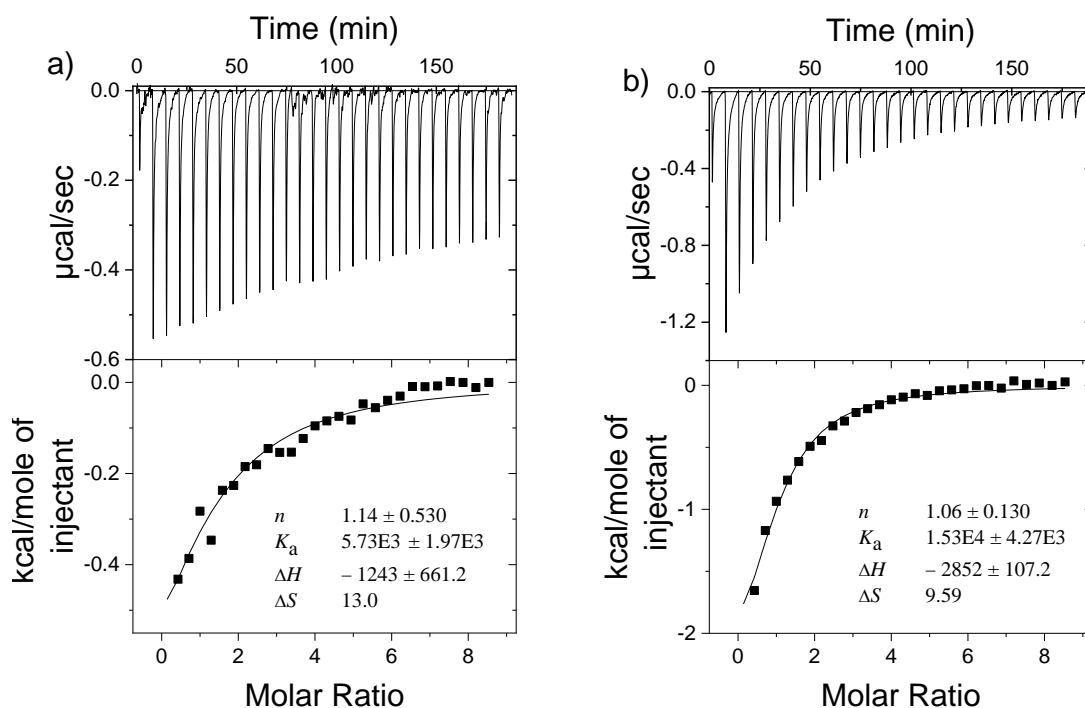 a)
Time (min)
0 50 100 150
0.0
-0.2
-0.4
-0.6
µcal/sec
0.0
-0.2
-0.4
kcal/mole of
injectant
n 1.14 ± 0.530
Ka 5.73E3 ± 1.97E3
ΔH – 1243 ± 661.2
ΔS 13.0
0 2 4 6 8
Molar Ratio
b)
Time (min)
0 50 100 150
0.0
-0.4
-0.8
-1.2
µcal/sec
0
-1
-2
kcal/mole of
injectant
n 1.06 ± 0.130
Ka 1.53E4 ± 4.27E3
ΔH – 2852 ± 107.2
ΔS 9.59
0 2 4 6 8
Molar Ratio